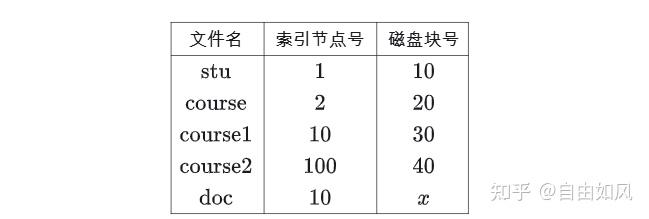 文件名 索引节点号 磁盘块号
stu 1 10
course 2 20
course1 10 30
course2 100 40
doc 10 x
知乎 @自由如风